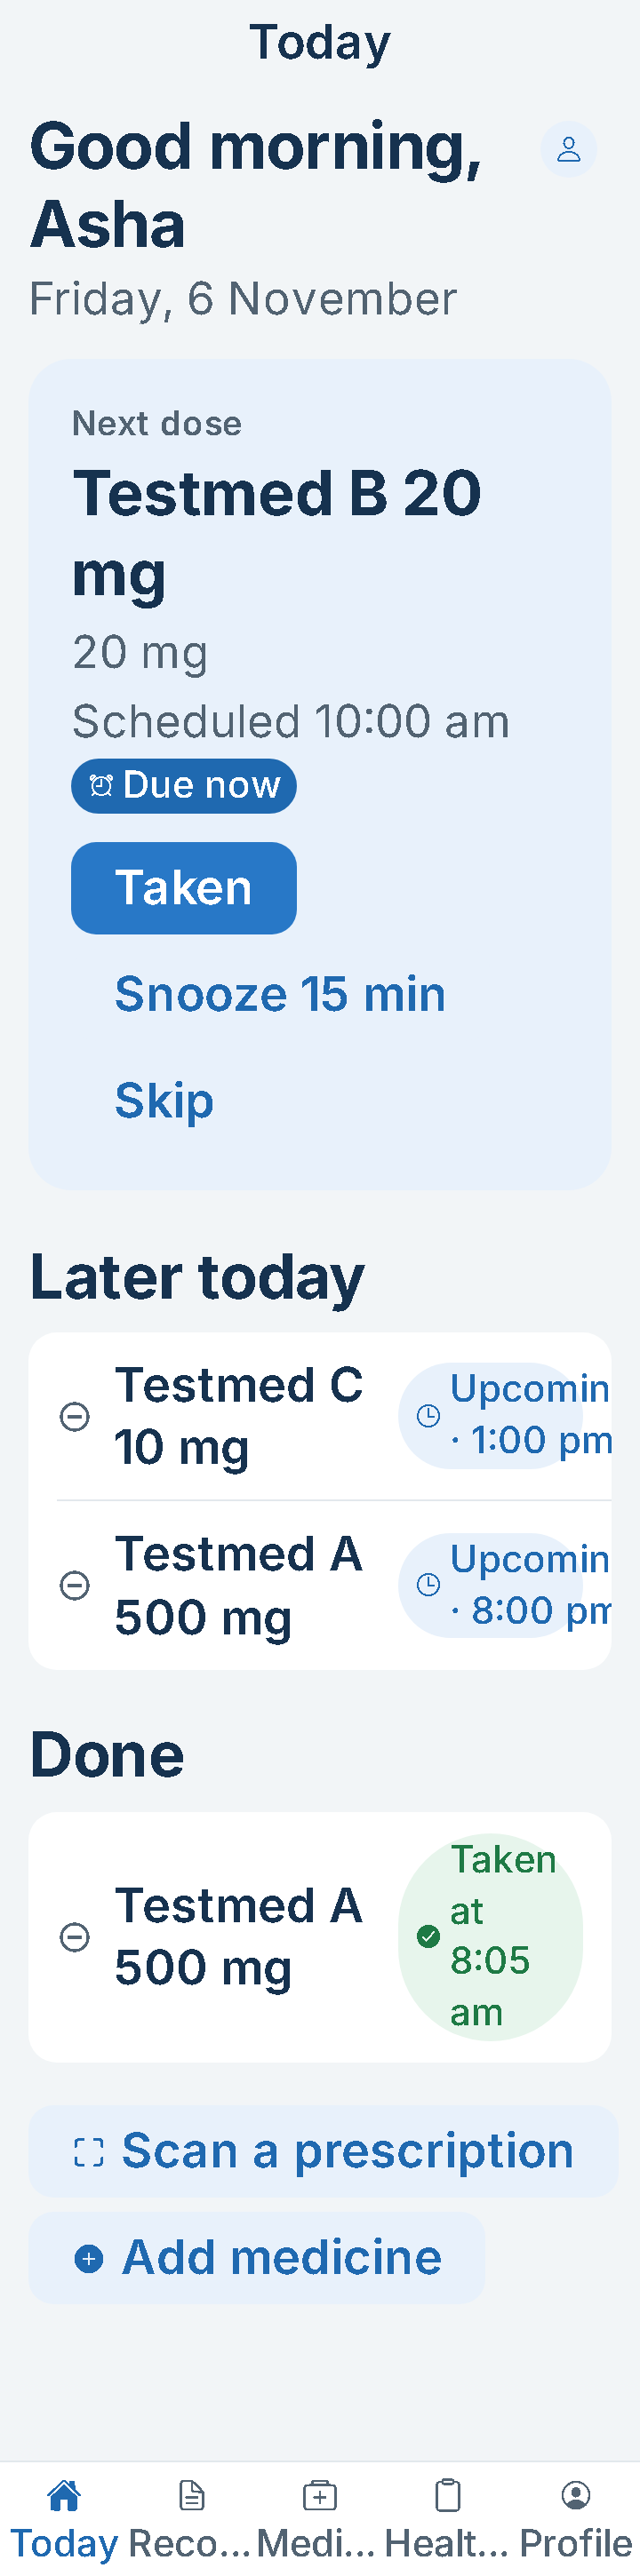 Today
Good morning,
Asha
Friday, 6 November
Next dose
Testmed B 20
mg
20 mg
Scheduled 10:00 am
Due now
Taken
Snooze 15 min
Skip
Later today
Testmed C
10 mg
Upcomin
· 1:00 pm
Testmed A
500 mg
Upcomin
· 8:00 pm
Done
Testmed A
500 mg
Taken
at
8:05
am
Scan a prescription
Add medicine
Today Reco... Medi... Healt... Profile